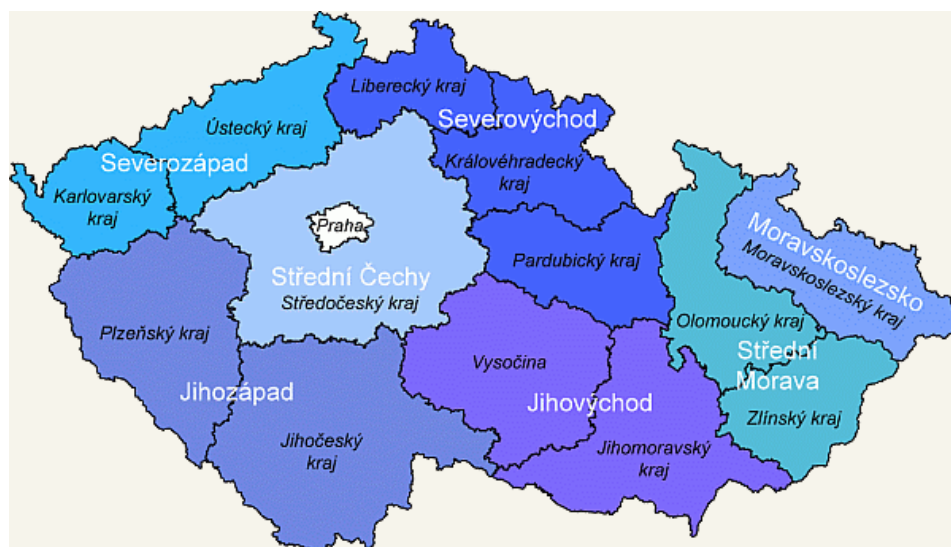 Liberecký kraj
Severovýchod
Ústecký kraj
Severozápad
Královéhradecký
kraj
Karlovarský
kraj
Praha
Moravskoslezsko
Moravskoslezský
kraj
Střední Čechy
Středočeský kraj
Pardubický kraj
Plzeňský kraj
Olomoucký kraj
Střední
Morava
Vysočina
Jihozápad
Jihovýchod
Zlínský kraj
Jihočeský
kraj
Jihomoravský
kraj